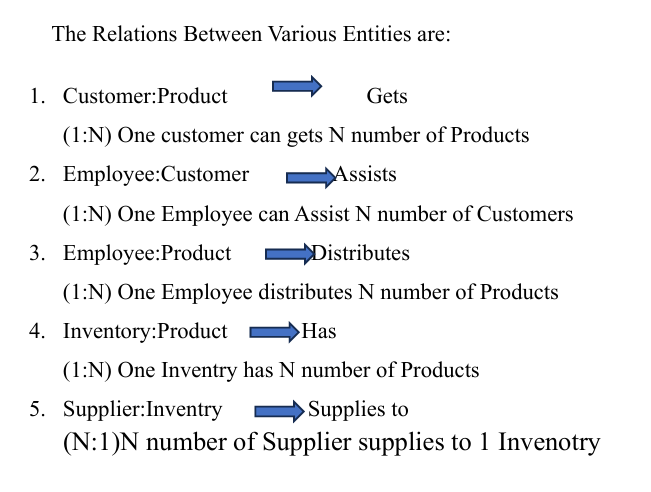 The Relations Between Various Entities are:
1. Customer:Product Gets
(1:N) One customer can gets N number of Products
2. Employee:Customer Assists
(1:N) One Employee can Assist N number of Customers
3. Employee:Product Distributes
(1:N) One Employee distributes N number of Products
4. Inventory:Product Has
(1:N) One Inventry has N number of Products
5. Supplier:Inventry Supplies to
(N:1)N number of Supplier supplies to 1 Invenotry